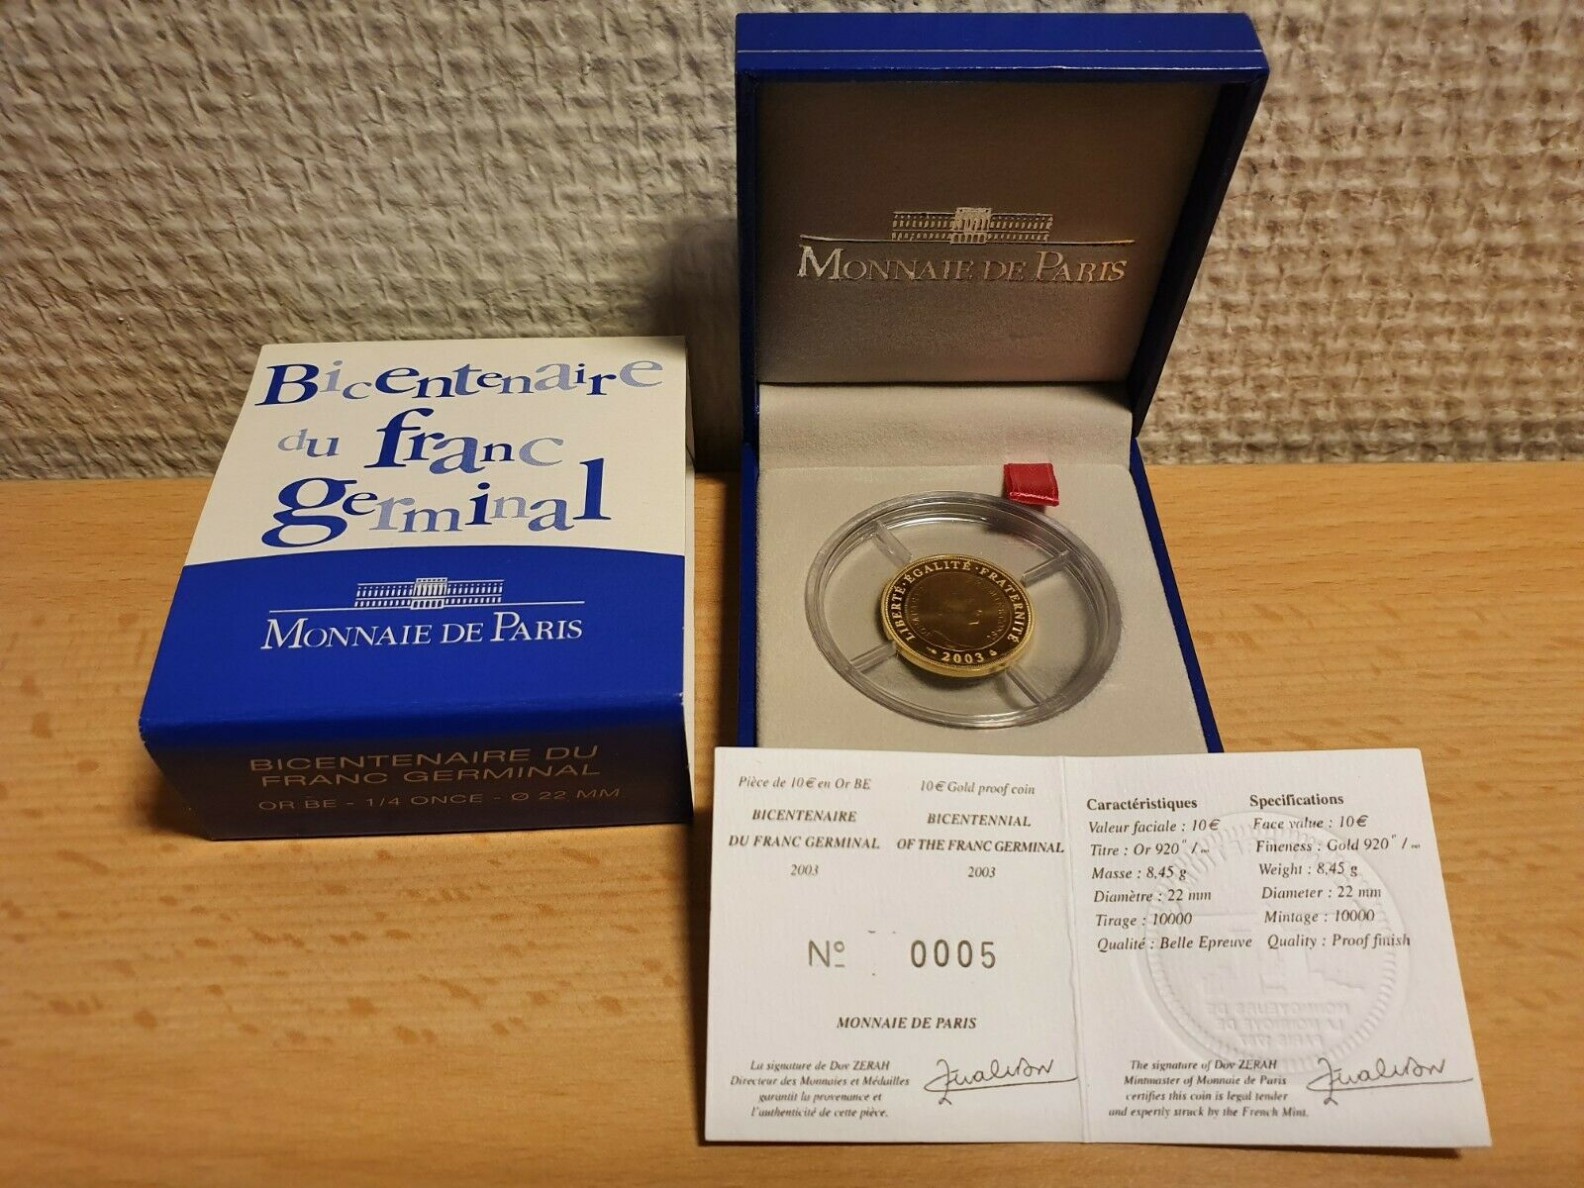 MONNAIE DE PARIS
Bicentenaire
du franc
germinal
MONNAIE DE PARIS
BICENTENAIRE DU
FRANC GERMINAL
OR BE - 1/4 ONCE - Ø 22 MM
LIBERTÉ · ÉGALITÉ · FRATERNITÉ
2003
Pièce de 10 € en Or BE
BICENTENAIRE
DU FRANC GERMINAL
2003
10 € Gold proof coin
BICENTENNIAL
OF THE FRANC GERMINAL
2003
Nº 0005
MONNAIE DE PARIS
La signature de Dov ZERAH
Directeur des Monnaies et Médailles
garantit la provenance et
l'authenticité de cette pièce.
Caractéristiques
Valeur faciale : 10 €
Titre : Or 920
Masse : 8,45 g
Diamètre : 22 mm
Tirage : 10000
Qualité : Belle Epreuve
Specifications
Face value : 10 €
Fineness : Gold 920
Weight : 8,45 g
Diameter : 22 mm
Mintage : 10000
Quality : Proof finish
The signature of Dov ZERAH
Mintmaster of Monnaie de Paris
certifies this coin is legal tender
and expertly struck by the French Mint.